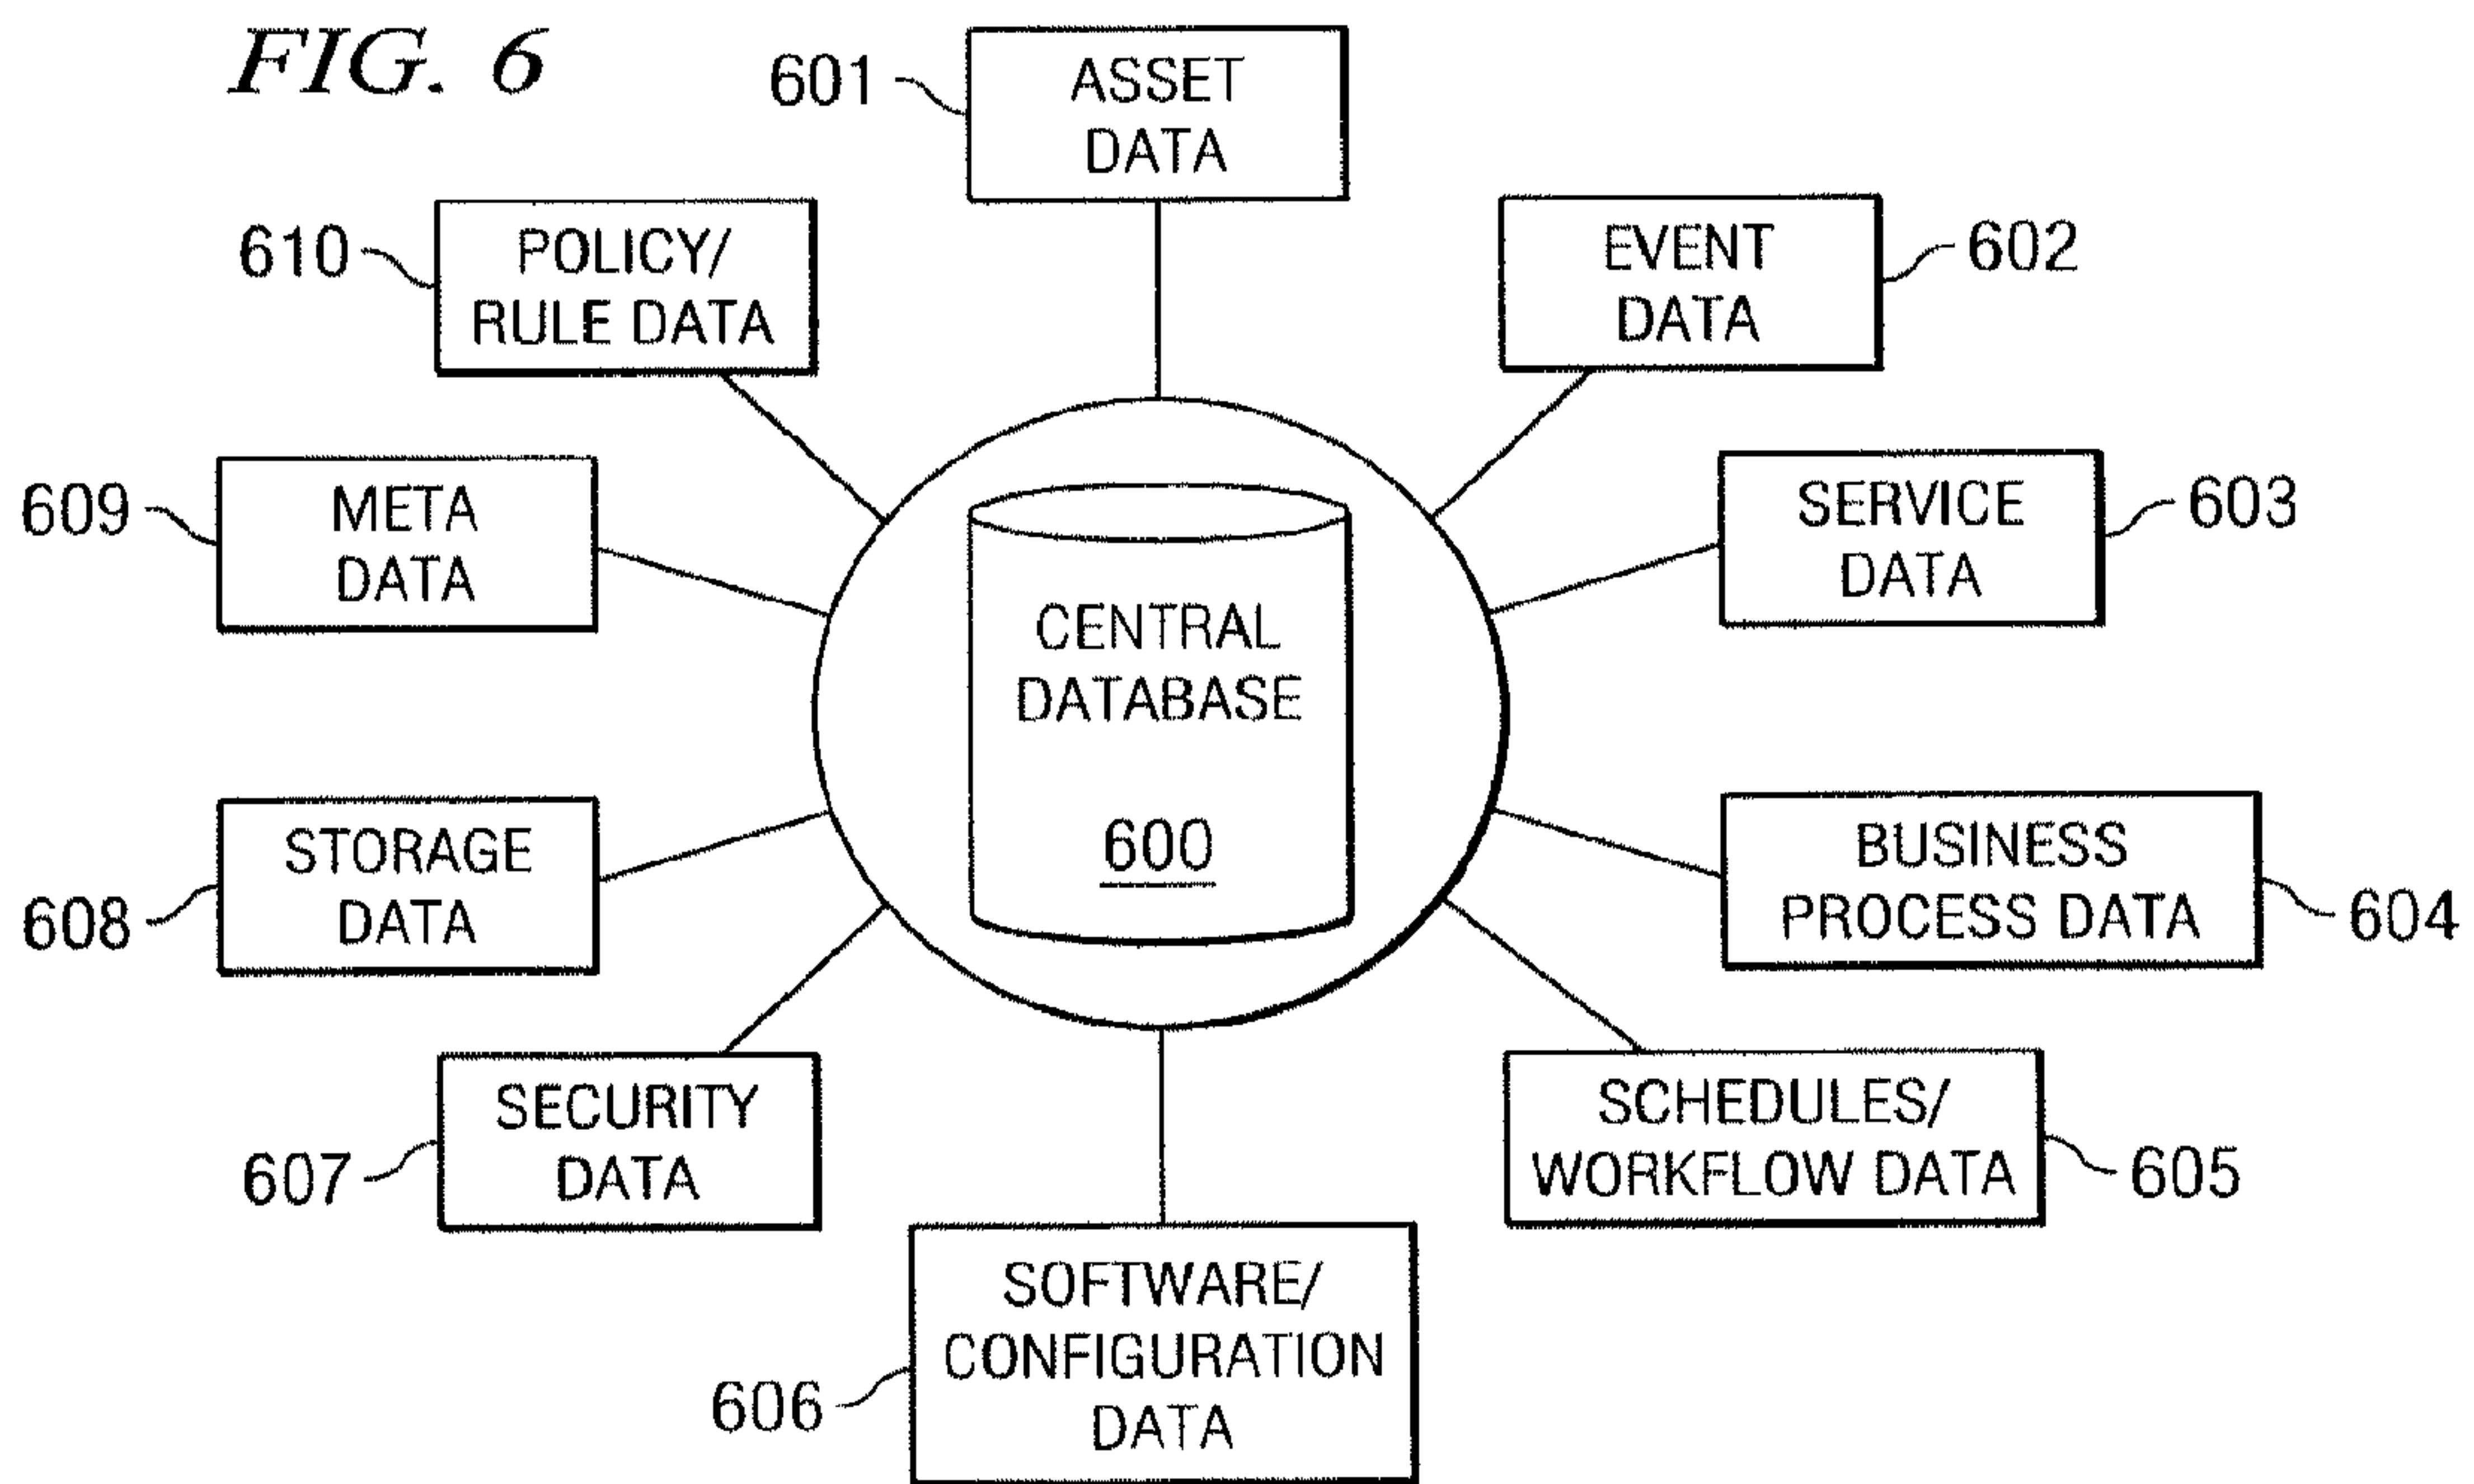 FIG. 6
601
ASSET
DATA
610
POLICY/
RULE DATA
EVENT
DATA
602
609
META
DATA
SERVICE
DATA
603
CENTRAL
DATABASE
600
608
STORAGE
DATA
BUSINESS
PROCESS DATA
604
607
SECURITY
DATA
SCHEDULES/
WORKFLOW DATA
605
606
SOFTWARE/
CONFIGURATION
DATA